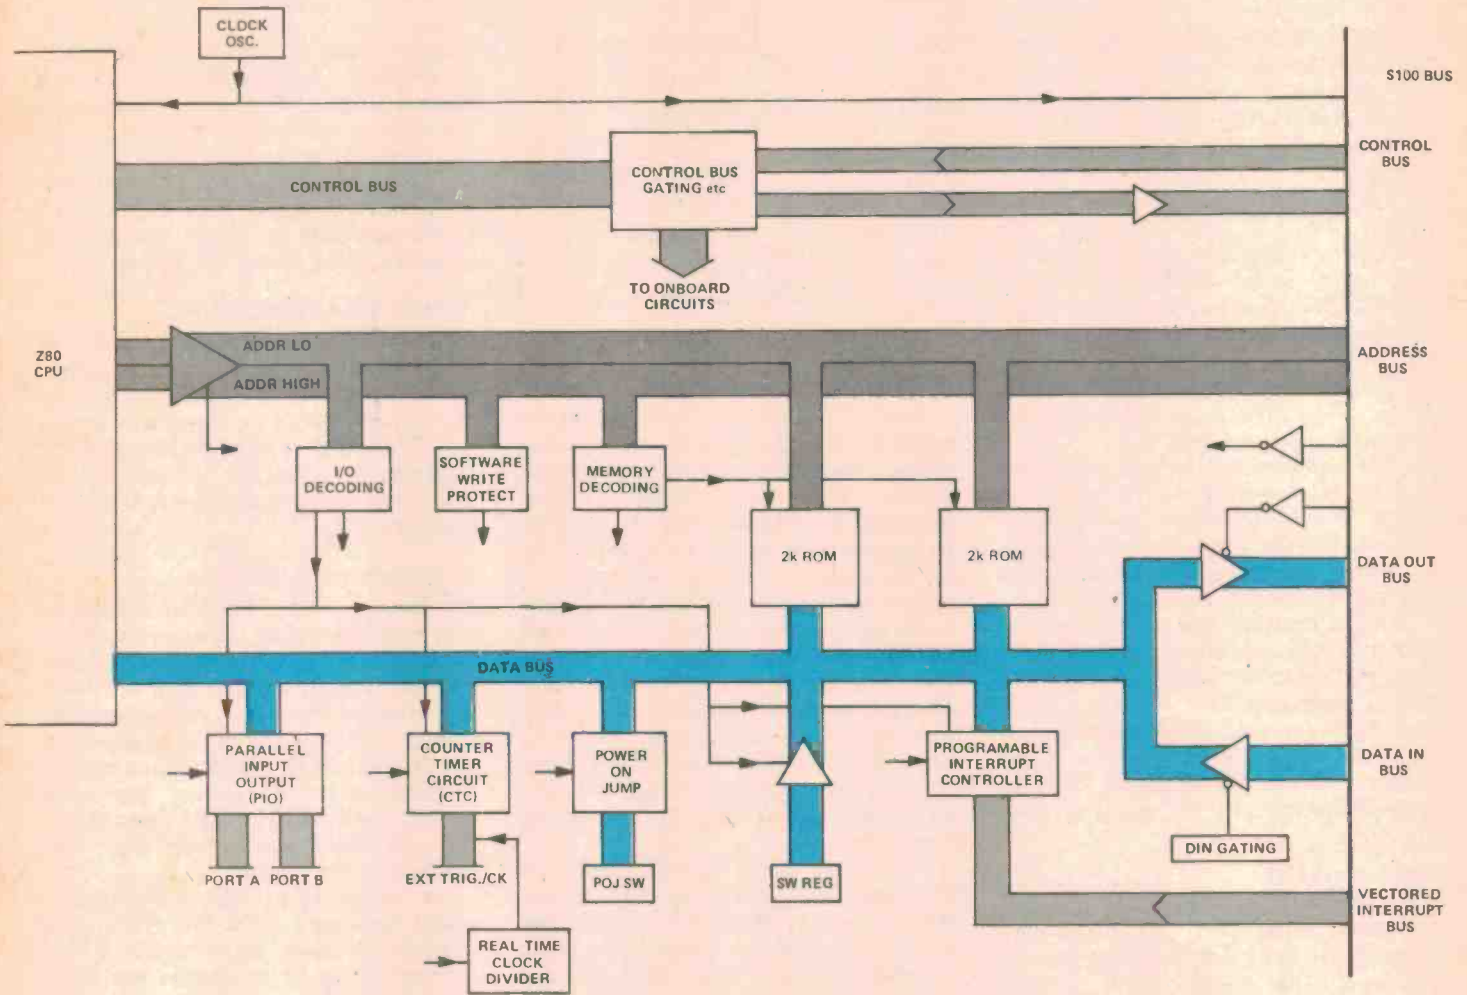 CLOCK
OSC.
S100 BUS
CONTROL
BUS
CONTROL BUS
CONTROL BUS
GATING etc
TO ONBOARD
CIRCUITS
Z80
CPU
ADDR LO
ADDR HIGH
ADDRESS
BUS
I/O
DECODING
SOFTWARE
WRITE
PROTECT
MEMORY
DECODING
2k ROM
2k ROM
DATA OUT
BUS
DATA BUS
PARALLEL
INPUT
OUTPUT
(PIO)
COUNTER
TIMER
CIRCUIT
(CTC)
POWER
ON
JUMP
PROGRAMABLE
INTERRUPT
CONTROLLER
DATA IN
BUS
DIN GATING
PORT A PORT B
EXT TRIG./CK
POJ SW
SW REG
VECTORED
INTERRUPT
BUS
REAL TIME
CLOCK
DIVIDER